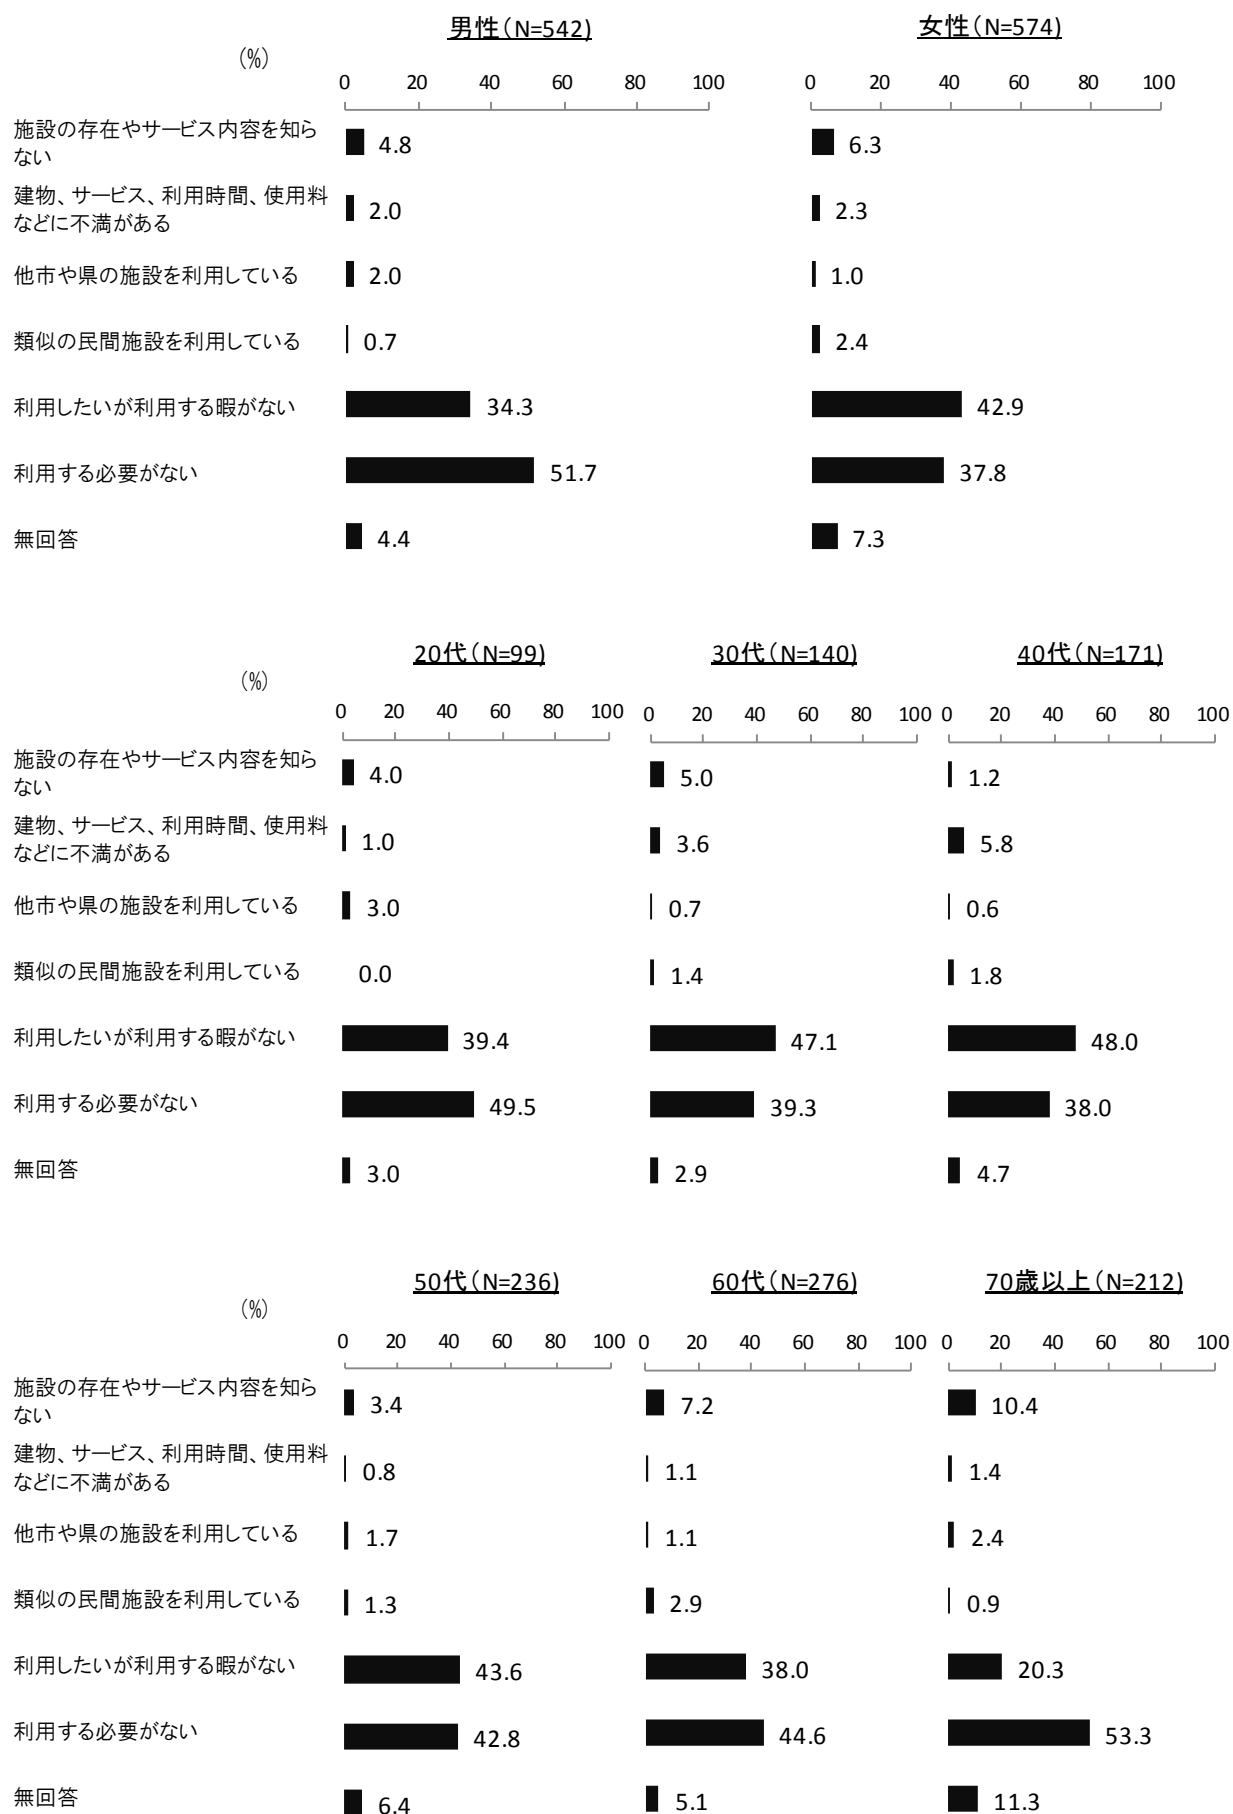 男性（N=542） 女性（N=574）
(%)
0 20 40 60 80 100 0 20 40 60 80 100
施設の存在やサービス内容を知ら
ない
4.8 6.3
建物、サービス、利用時間、使用料
などに不満がある
2.0 2.3
他市や県の施設を利用している 2.0 1.0
類似の民間施設を利用している 0.7 2.4
利用したいが利用する暇がない 34.3 42.9
利用する必要がない 51.7 37.8
無回答 4.4 7.3
20代（N=99） 30代（N=140） 40代（N=171）
(%)
0 20 40 60 80 100 0 20 40 60 80 100 0 20 40 60 80 100
施設の存在やサービス内容を知ら
ない
4.0 5.0 1.2
建物、サービス、利用時間、使用料
などに不満がある
1.0 3.6 5.8
他市や県の施設を利用している 3.0 0.7 0.6
類似の民間施設を利用している 0.0 1.4 1.8
利用したいが利用する暇がない 39.4 47.1 48.0
利用する必要がない 49.5 39.3 38.0
無回答 3.0 2.9 4.7
50代（N=236） 60代（N=276） 70歳以上（N=212）
(%)
0 20 40 60 80 100 0 20 40 60 80 100 0 20 40 60 80 100
施設の存在やサービス内容を知ら
ない
3.4 7.2 10.4
建物、サービス、利用時間、使用料
などに不満がある
0.8 1.1 1.4
他市や県の施設を利用している 1.7 1.1 2.4
類似の民間施設を利用している 1.3 2.9 0.9
利用したいが利用する暇がない 43.6 38.0 20.3
利用する必要がない 42.8 44.6 53.3
無回答 6.4 5.1 11.3